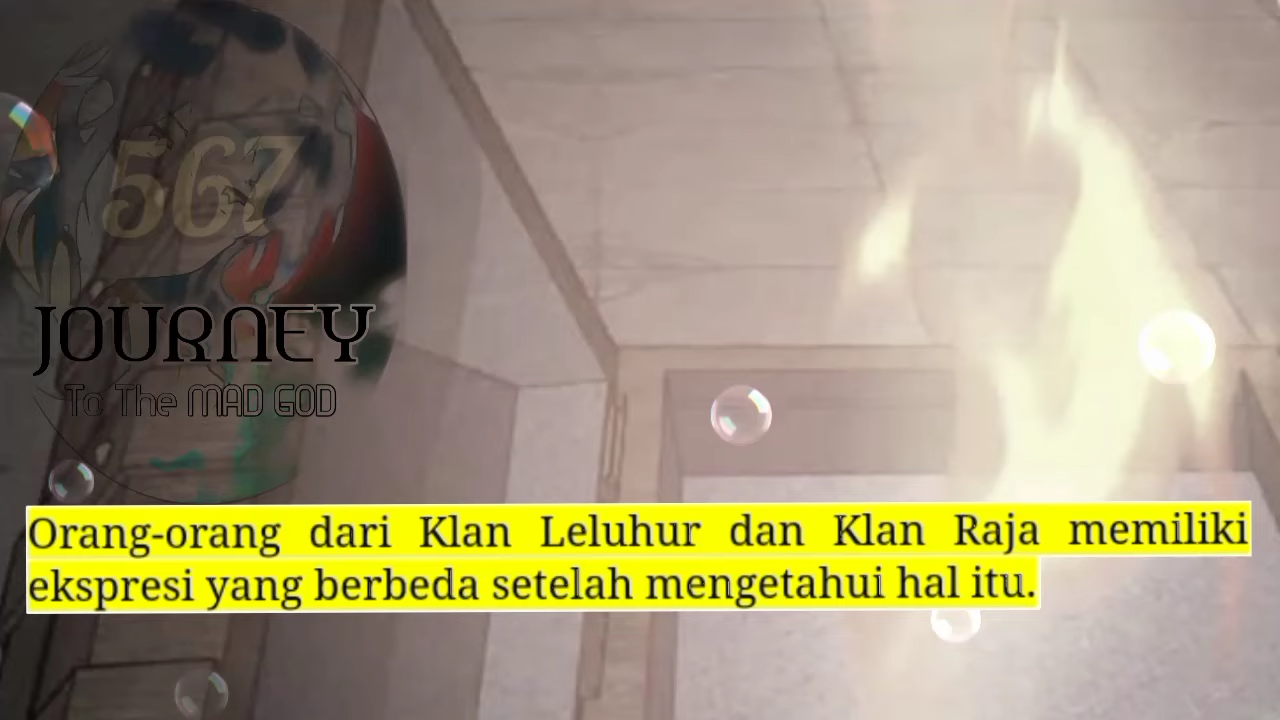 567
JOURNEY
To The MAD GOD
Orang-orang dari Klan Leluhur dan Klan Raja memiliki
ekspresi yang berbeda setelah mengetahui hal itu.